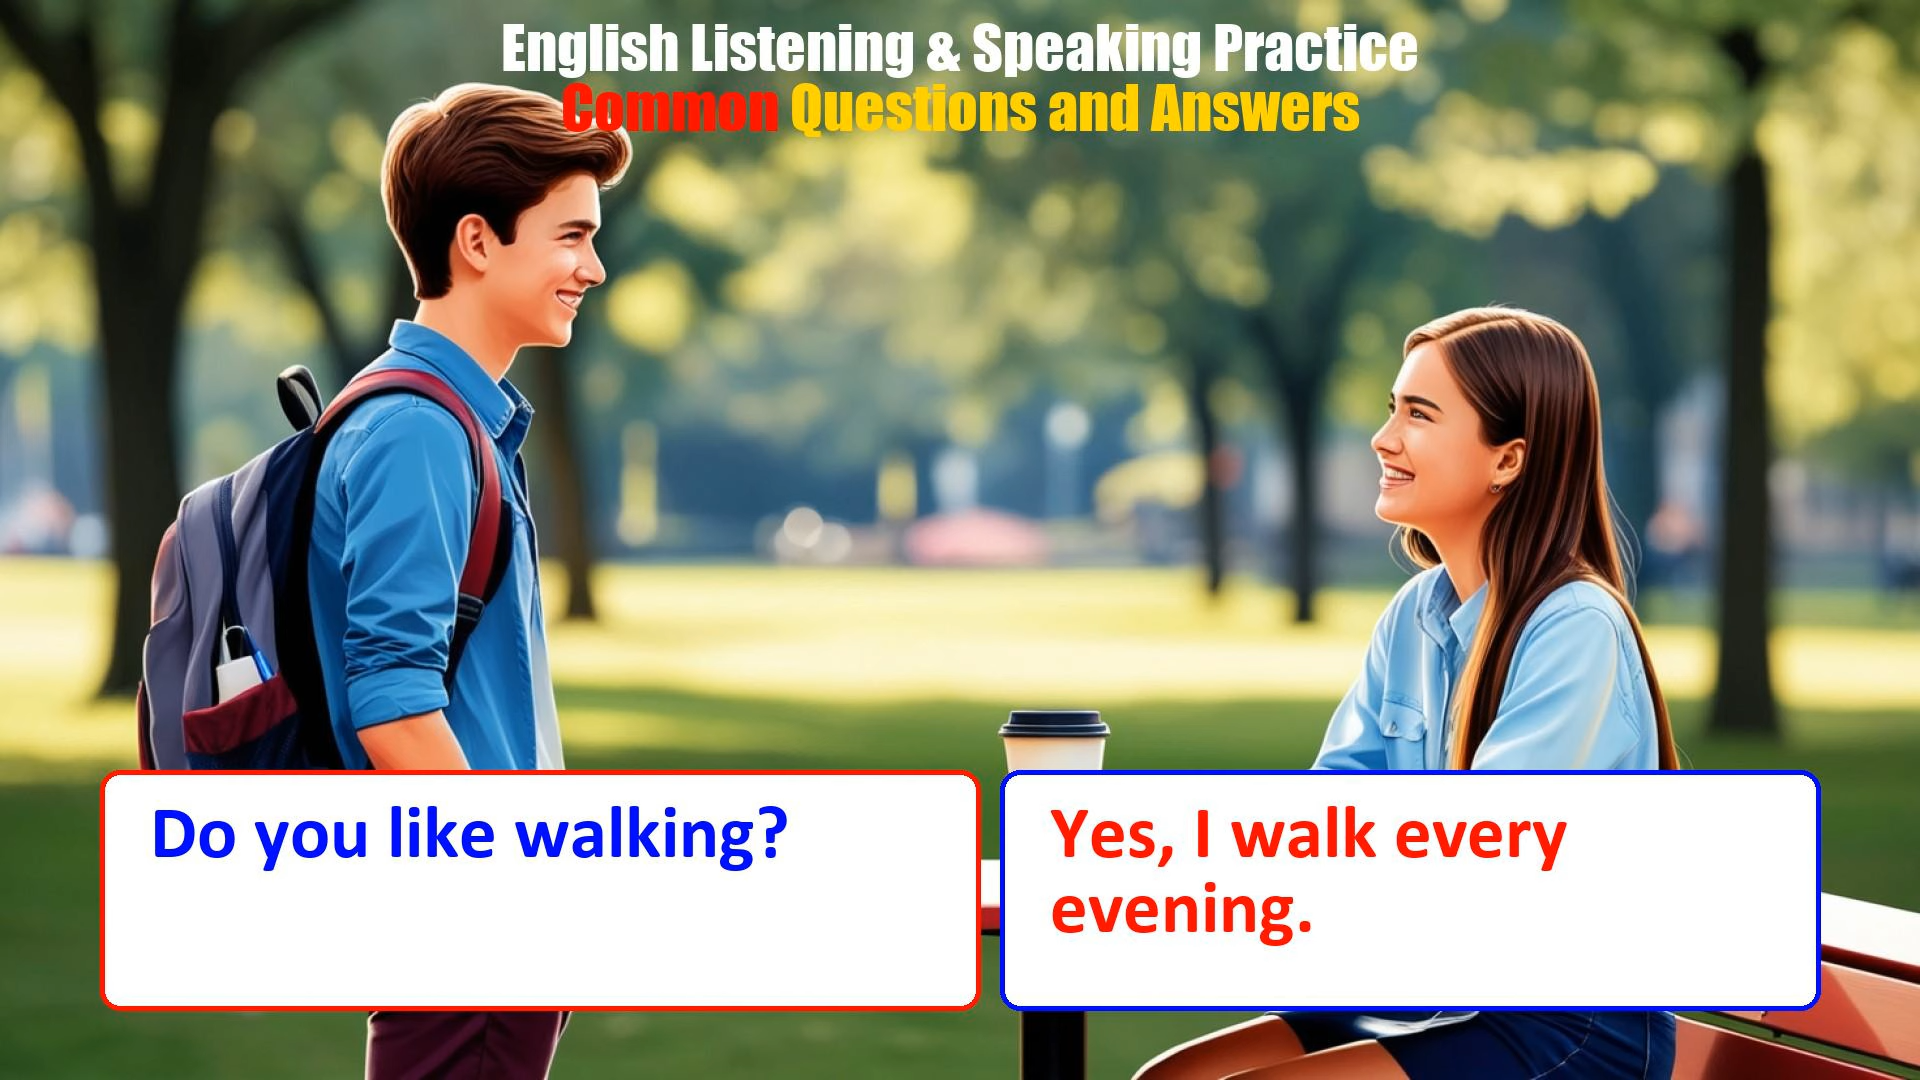 English Listening & Speaking Practice
Common Questions and Answers
Do you like walking?
Yes, I walk every
evening.